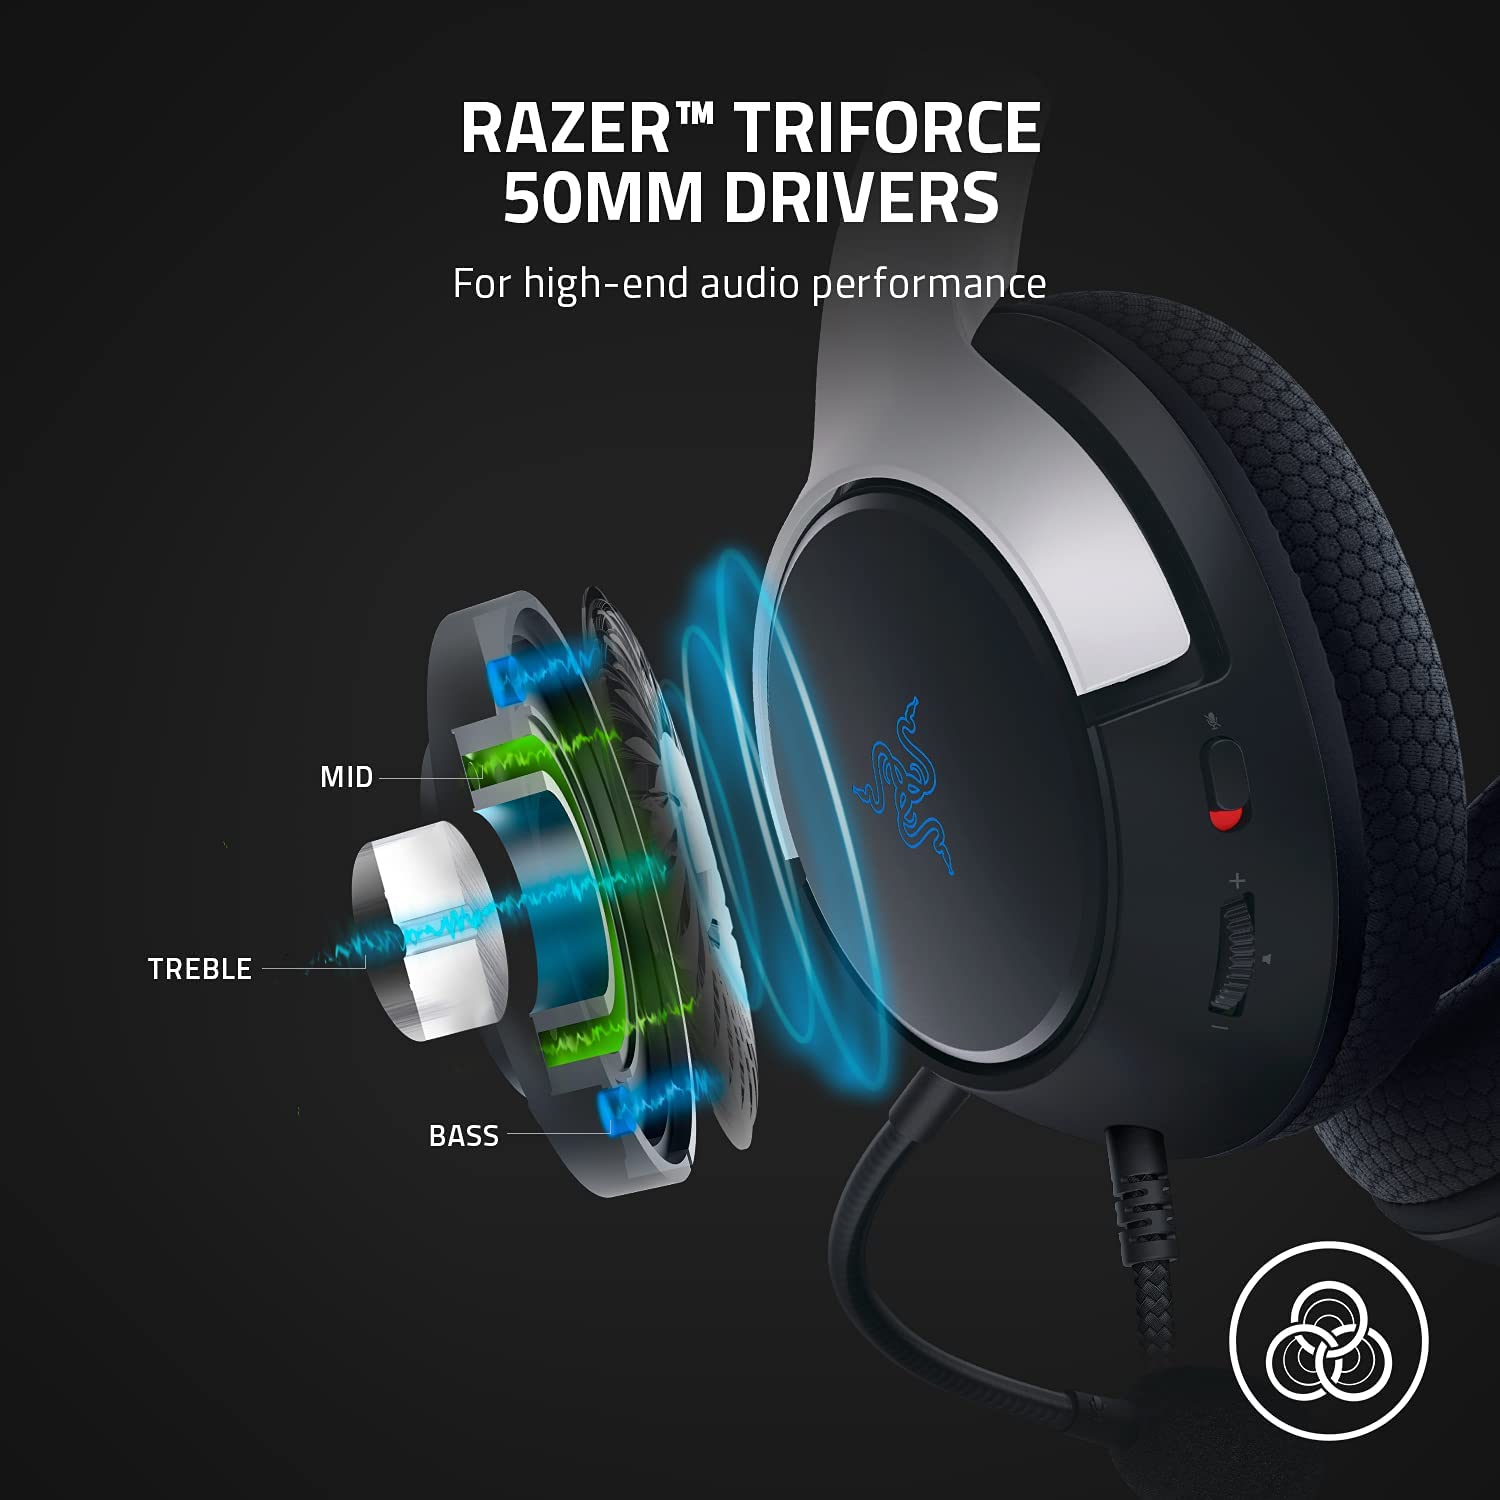 RAZER™ TRIFORCE
50MM DRIVERS
For high-end audio performance
MID
TREBLE
BASS